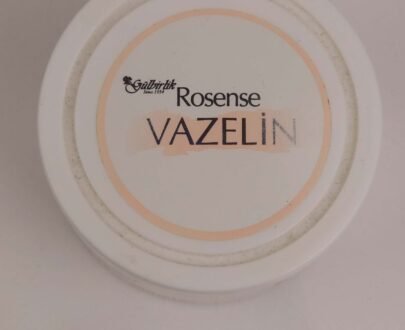 Gülbirlik
Since 1954
Rosense
VAZELİN